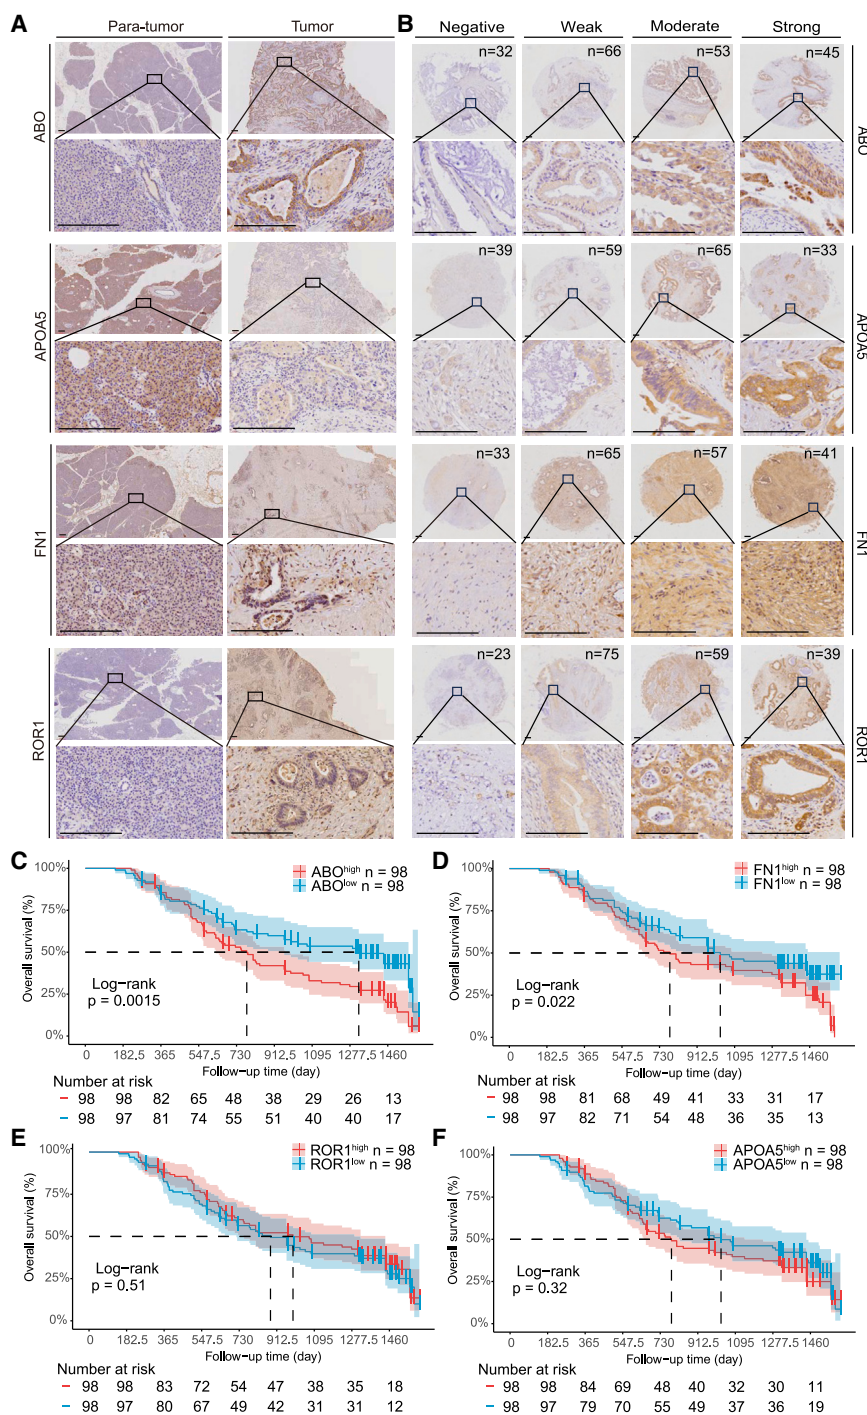 A Para-tumor Tumor B Negative Weak Moderate Strong
ABO n=32 n=66 n=53 n=45 ABO
APOA5 n=39 n=59 n=65 n=33 APOA5
FN1 n=33 n=65 n=57 n=41 FN1
ROR1 n=23 n=75 n=59 n=39 ROR1
C
ABOhigh n = 98
ABOlow n = 98
Overall survival (%)
100%
75%
50%
25%
0%
Log−rank
p = 0.0015
0 182.5 365 547.5 730 912.5 1095 1277.5 1460
Follow−up time (day)
Number at risk
98 98 82 65 48 38 29 26 13
98 97 81 74 55 51 40 40 17
D
FN1high n = 98
FN1low n = 98
Overall survival (%)
100%
75%
50%
25%
0%
Log−rank
p = 0.022
0 182.5 365 547.5 730 912.5 1095 1277.5 1460
Follow−up time (day)
Number at risk
98 98 81 68 49 41 33 31 17
98 97 82 71 54 48 36 35 13
E
ROR1high n = 98
ROR1low n = 98
Overall survival (%)
100%
75%
50%
25%
0%
Log−rank
p = 0.51
0 182.5 365 547.5 730 912.5 1095 1277.5 1460
Follow−up time (day)
Number at risk
98 98 83 72 54 47 38 35 18
98 97 80 67 49 42 31 31 12
F
APOA5high n = 98
APOA5low n = 98
Overall survival (%)
100%
75%
50%
25%
0%
Log−rank
p = 0.32
0 182.5 365 547.5 730 912.5 1095 1277.5 1460
Follow−up time (day)
Number at risk
98 98 84 69 48 40 32 30 11
98 97 79 70 55 49 37 36 19